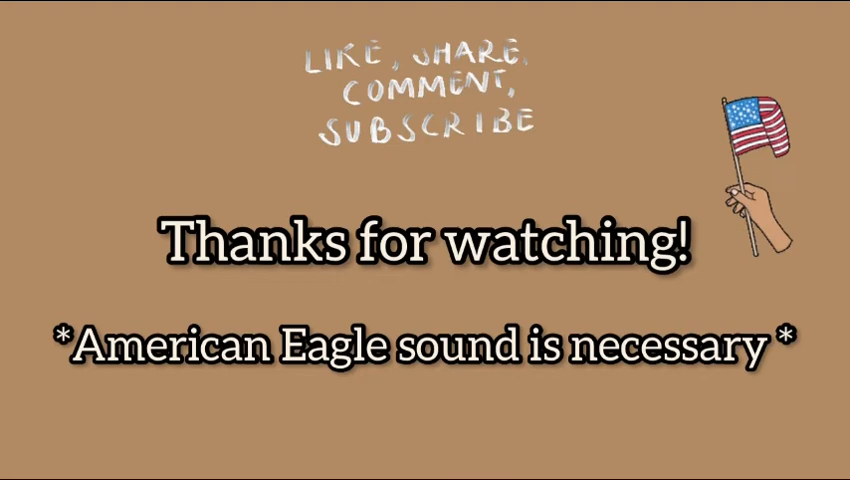 LIKE, SHARE,
COMMENT,
SUBSCRIBE
Thanks for watching!
*American Eagle sound is necessary *